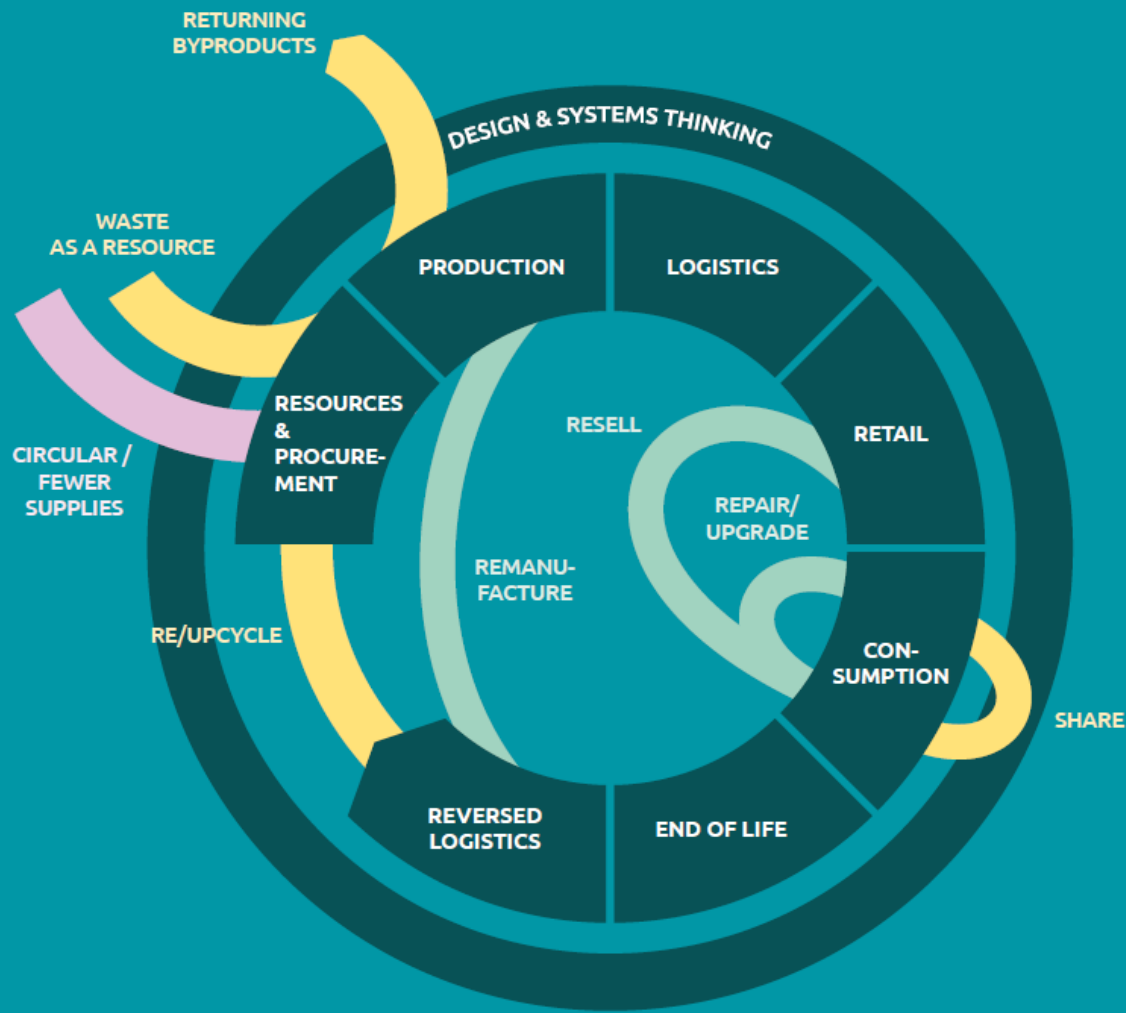 RETURNING
BYPRODUCTS
DESIGN & SYSTEMS THINKING
WASTE
AS A RESOURCE
PRODUCTION
LOGISTICS
RESOURCES
&
PROCURE-
MENT
RESELL
RETAIL
CIRCULAR /
FEWER
SUPPLIES
REPAIR/
UPGRADE
REMANU-
FACTURE
RE/UPCYCLE
CON-
SUMPTION
SHARE
REVERSED
LOGISTICS
END OF LIFE